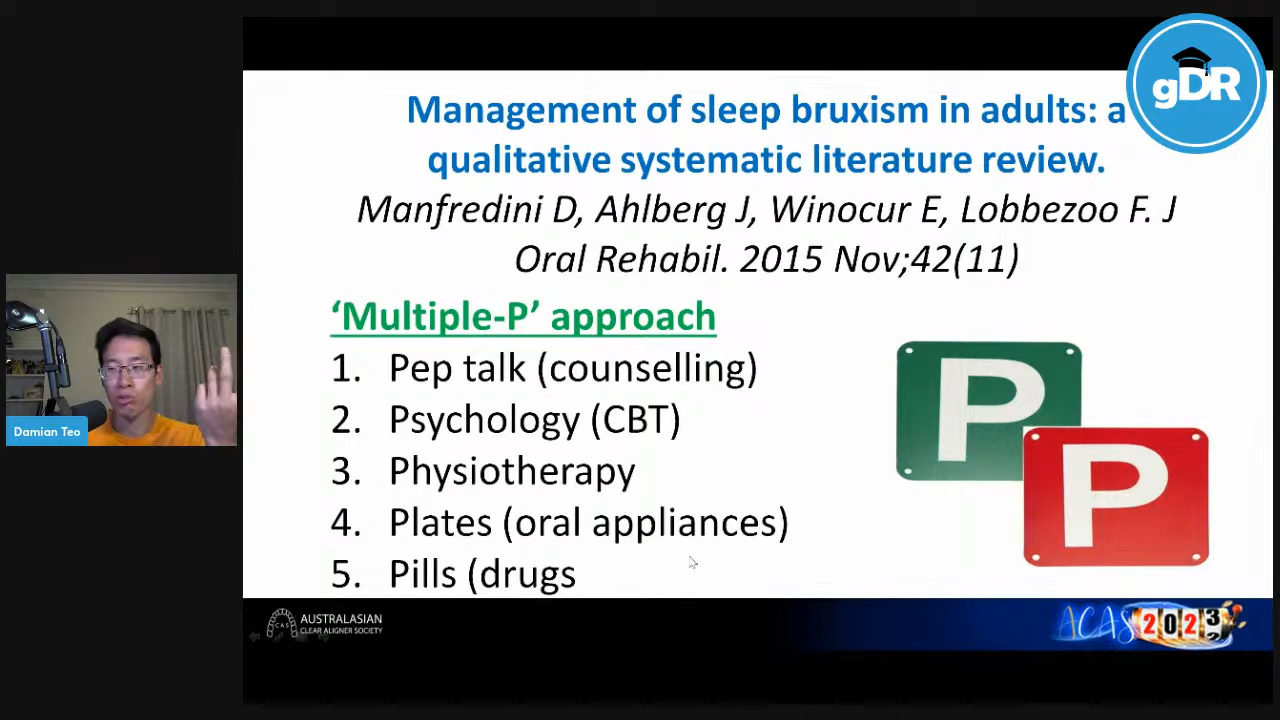 gDR
Management of sleep bruxism in adults: a
qualitative systematic literature review.
Manfredini D, Ahlberg J, Winocur E, Lobbezoo F. J
Oral Rehabil. 2015 Nov;42(11)
‘Multiple-P’ approach
1. Pep talk (counselling)
2. Psychology (CBT)
3. Physiotherapy
4. Plates (oral appliances)
5. Pills (drugs
P
P
Damian Teo
CAS
AUSTRALASIAN
CLEAR ALIGNER SOCIETY
ACAS 2023